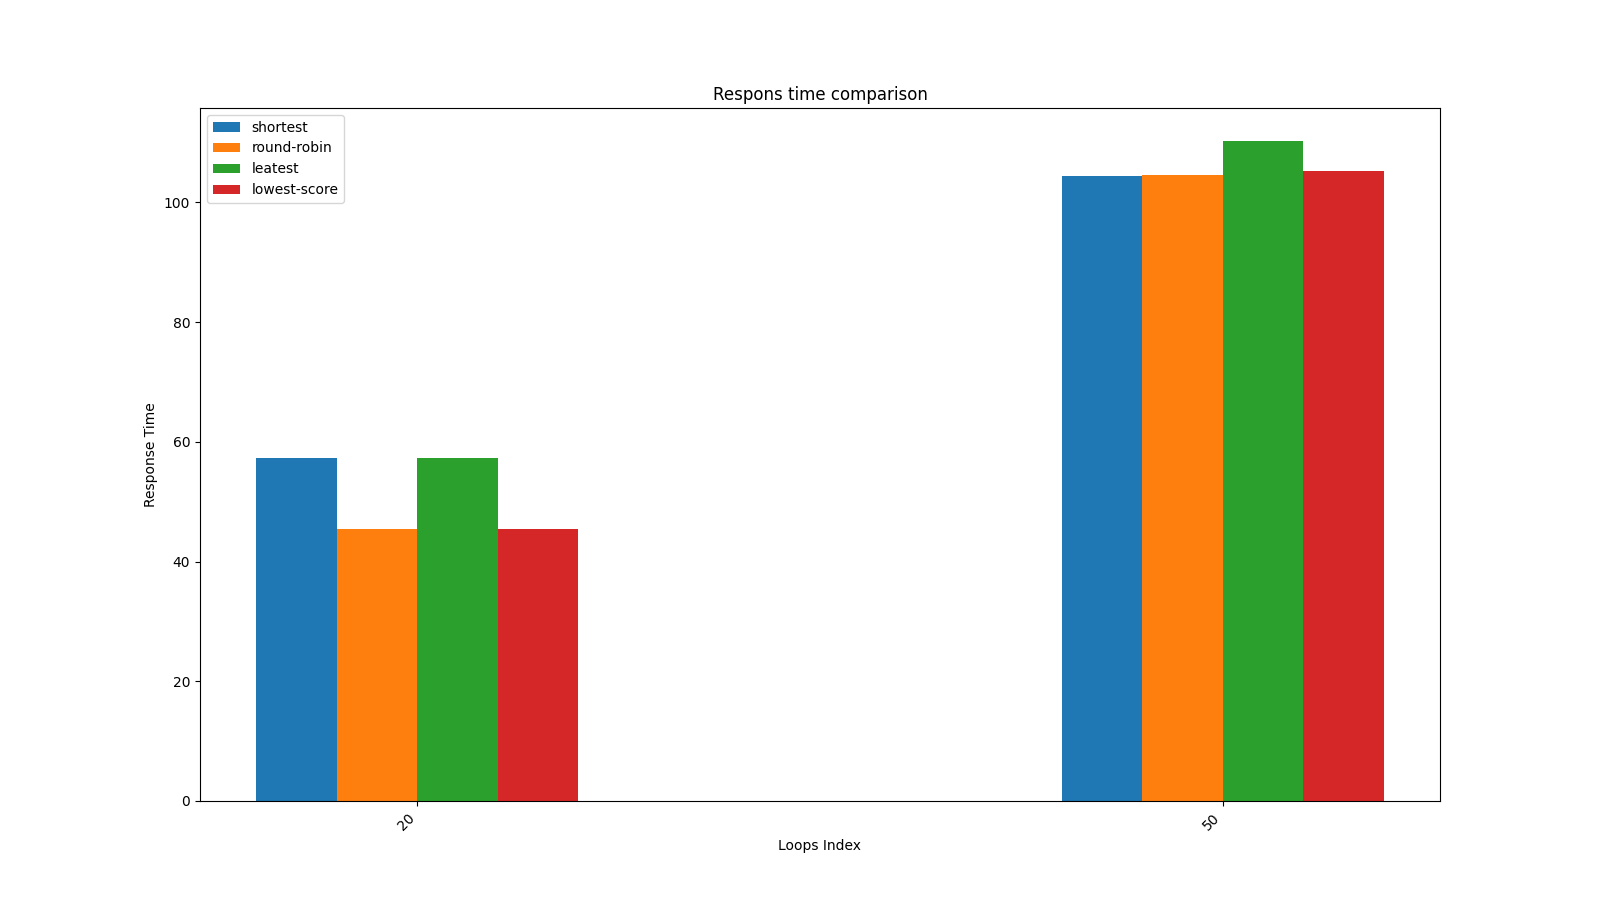 Respons time comparison
shortest
round-robin
leatest
lowest-score
100
80
60
40
20
0
Response Time
20
50
Loops Index